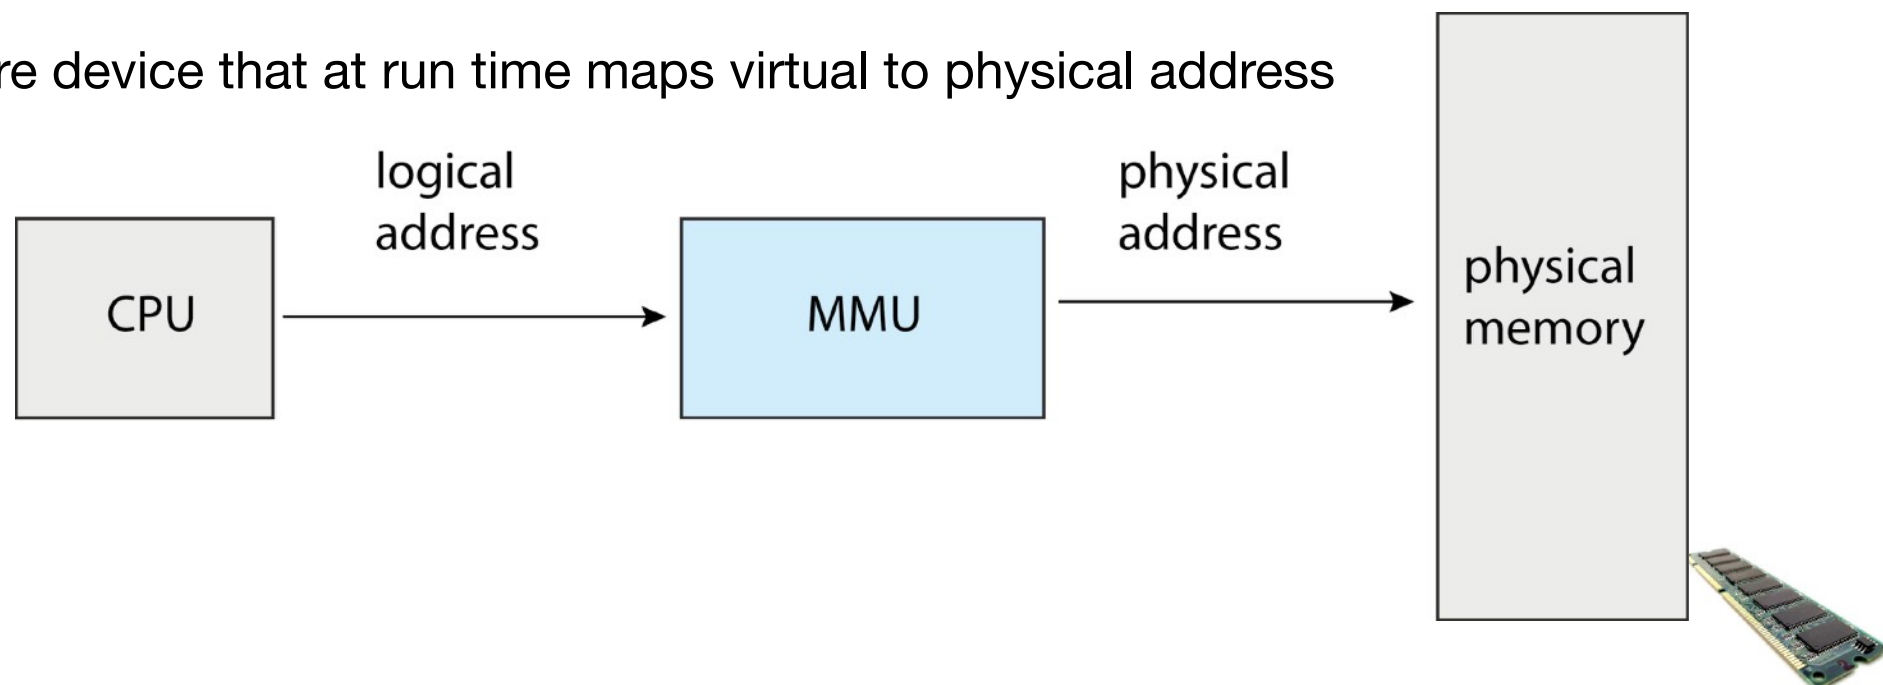 re device that at run time maps virtual to physical address
logical
address
physical
address
CPU
MMU
physical
memory